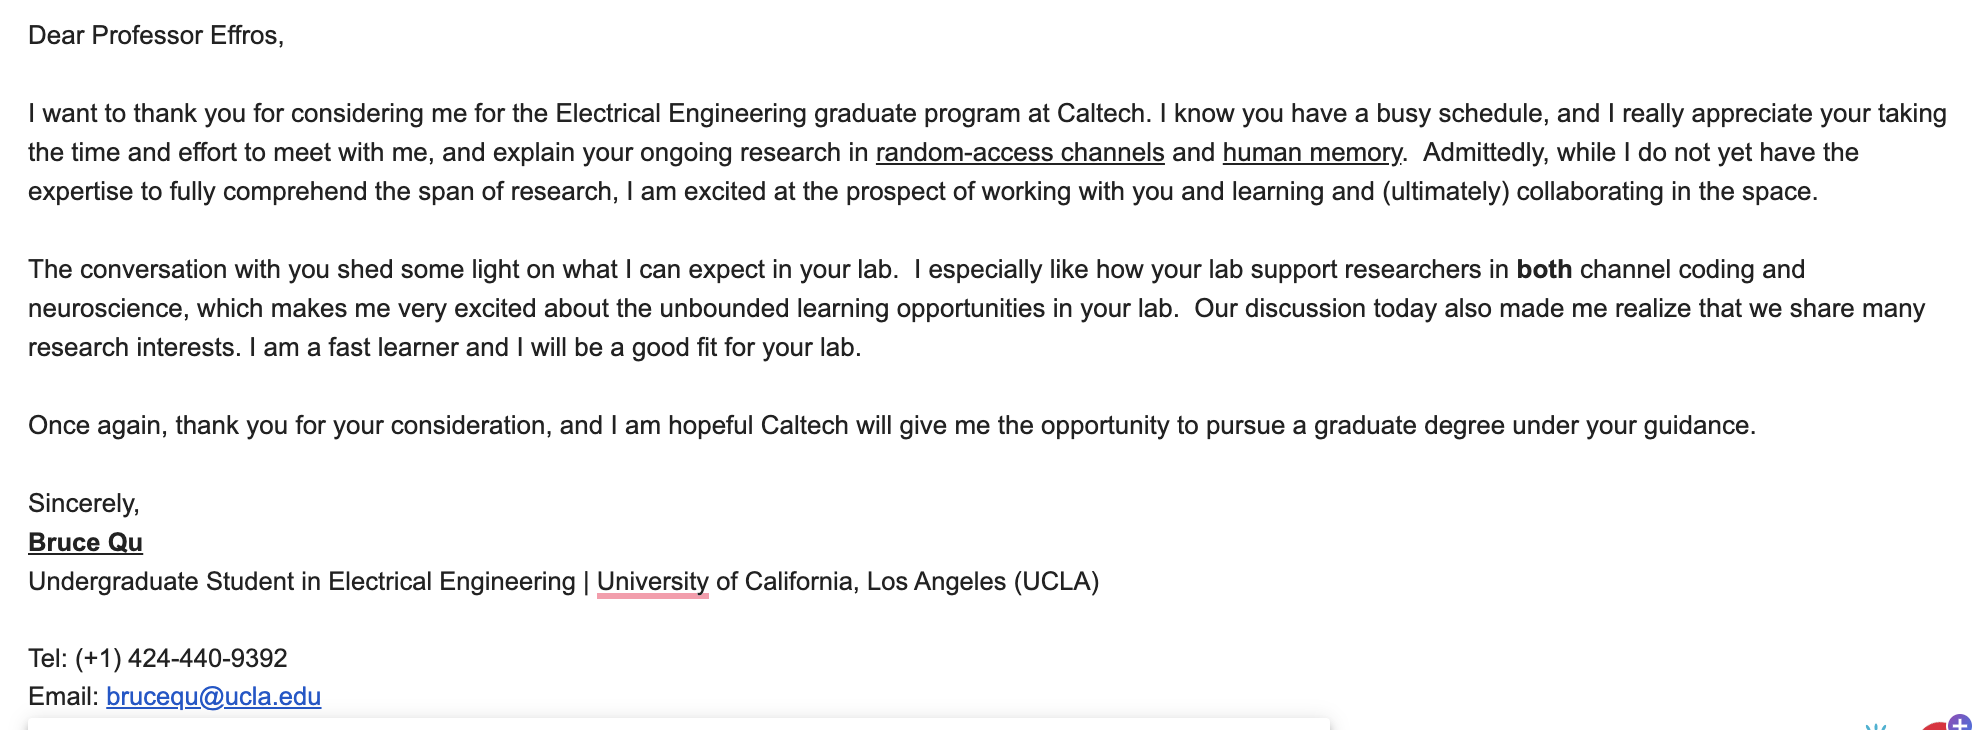 Dear Professor Effros,
I want to thank you for considering me for the Electrical Engineering graduate program at Caltech. I know you have a busy schedule, and I really appreciate your taking
the time and effort to meet with me, and explain your ongoing research in random-access channels and human memory.  Admittedly, while I do not yet have the
expertise to fully comprehend the span of research, I am excited at the prospect of working with you and learning and (ultimately) collaborating in the space.
The conversation with you shed some light on what I can expect in your lab.  I especially like how your lab support researchers in both channel coding and
neuroscience, which makes me very excited about the unbounded learning opportunities in your lab.  Our discussion today also made me realize that we share many
research interests. I am a fast learner and I will be a good fit for your lab.
Once again, thank you for your consideration, and I am hopeful Caltech will give me the opportunity to pursue a graduate degree under your guidance.
Sincerely,
Bruce Qu
Undergraduate Student in Electrical Engineering | University of California, Los Angeles (UCLA)
Tel: (+1) 424-440-9392
Email: brucequ@ucla.edu